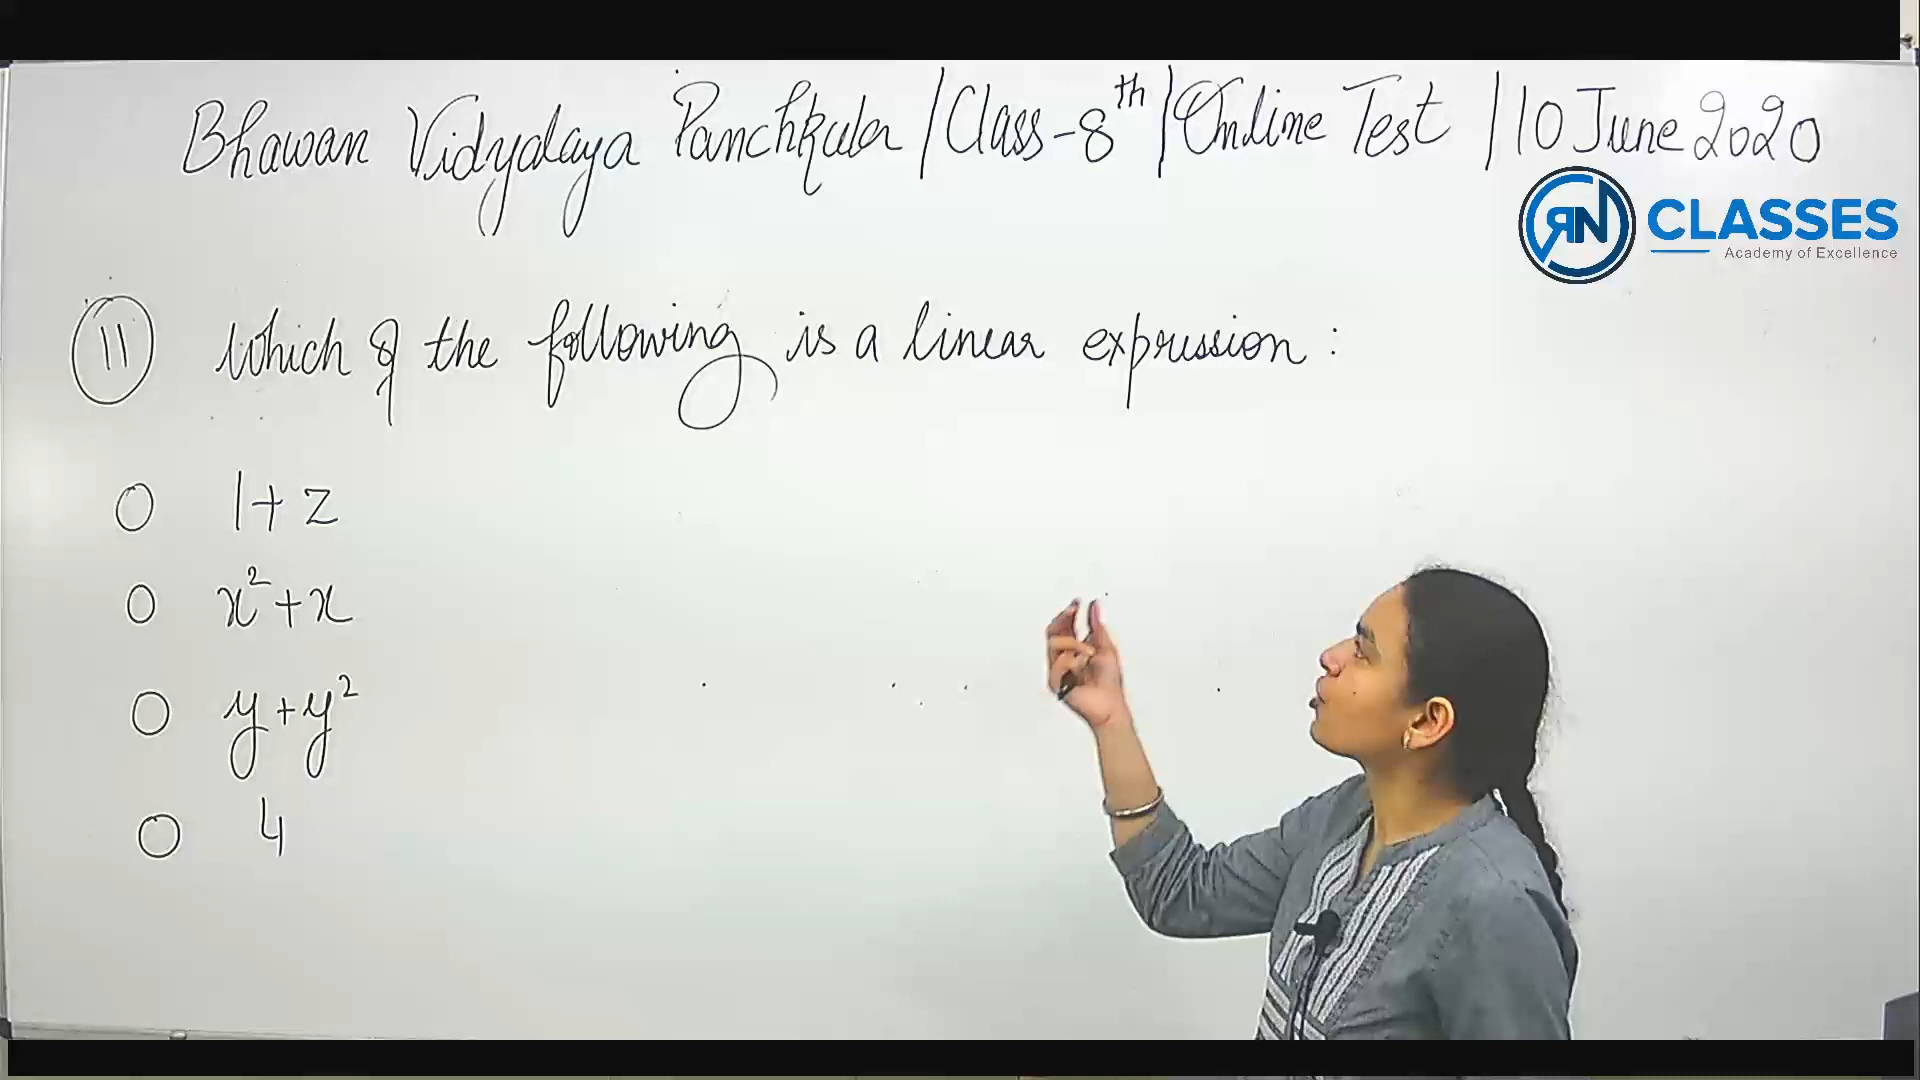 Bhawan Vidyalaya Panchkula / Class-8th / Online Test / 10 June 2020
RN CLASSES
Academy of Excellence
11 Which of the following is a linear expression :
1+z
x²+x
y+y²
4